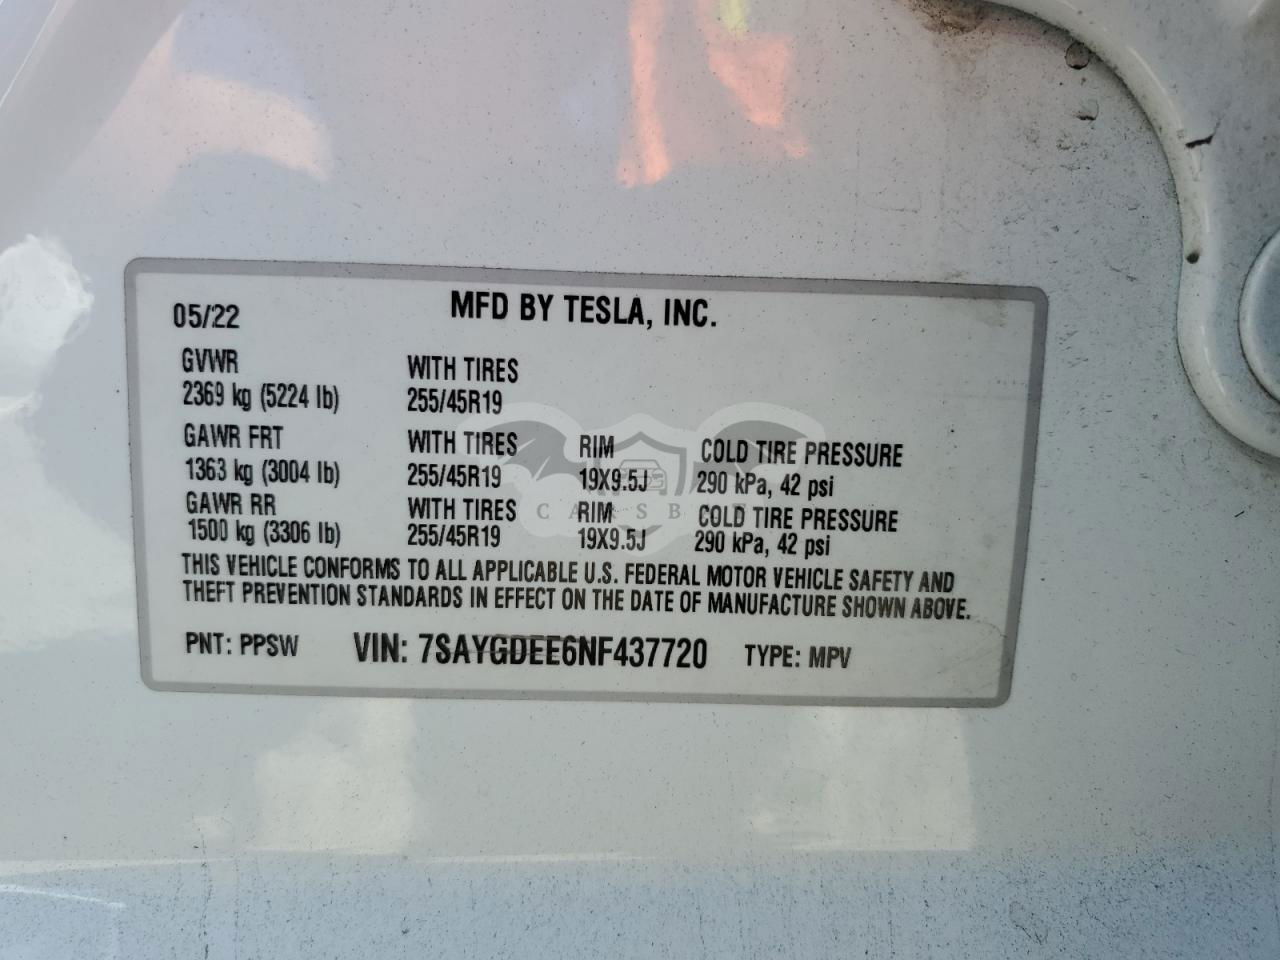 05/22 MFD BY TESLA, INC.
GVWR WITH TIRES
2369 kg (5224 lb) 255/45R19
GAWR FRT WITH TIRES RIM COLD TIRE PRESSURE
1363 kg (3004 lb) 255/45R19 19X9.5J 290 kPa, 42 psi
GAWR RR WITH TIRES RIM COLD TIRE PRESSURE
1500 kg (3306 lb) 255/45R19 19X9.5J 290 kPa, 42 psi
THIS VEHICLE CONFORMS TO ALL APPLICABLE U.S. FEDERAL MOTOR VEHICLE SAFETY AND
THEFT PREVENTION STANDARDS IN EFFECT ON THE DATE OF MANUFACTURE SHOWN ABOVE.
PNT: PPSW VIN: 7SAYGDEE6NF437720 TYPE: MPV